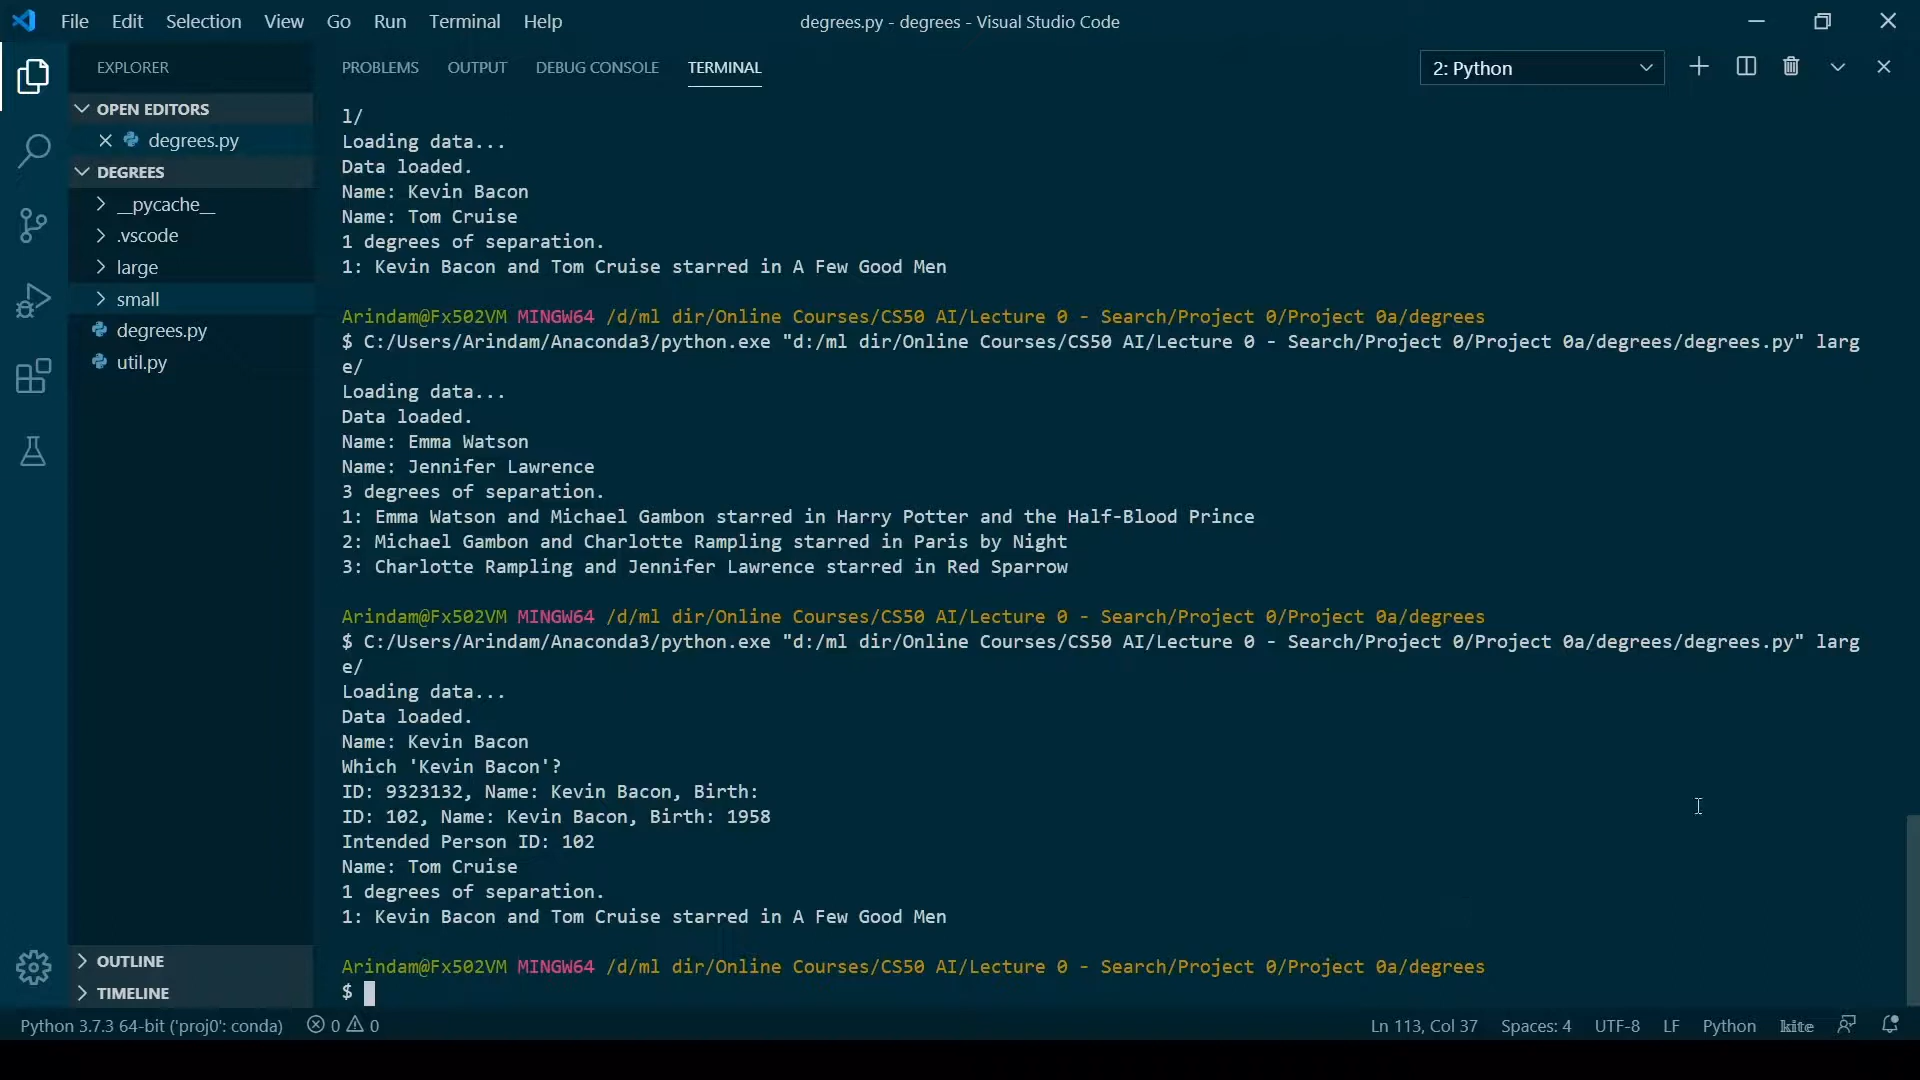 File Edit Selection View Go Run Terminal Help
degrees.py - degrees - Visual Studio Code
EXPLORER
OPEN EDITORS
degrees.py
DEGREES
__pycache__
.vscode
large
small
degrees.py
util.py
OUTLINE
TIMELINE
PROBLEMS OUTPUT DEBUG CONSOLE TERMINAL
2: Python
l/
Loading data...
Data loaded.
Name: Kevin Bacon
Name: Tom Cruise
1 degrees of separation.
1: Kevin Bacon and Tom Cruise starred in A Few Good Men
Arindam@Fx502VM MINGW64 /d/ml dir/Online Courses/CS50 AI/Lecture 0 - Search/Project 0/Project 0a/degrees
$ C:/Users/Arindam/Anaconda3/python.exe "d:/ml dir/Online Courses/CS50 AI/Lecture 0 - Search/Project 0/Project 0a/degrees/degrees.py" larg
e/
Loading data...
Data loaded.
Name: Emma Watson
Name: Jennifer Lawrence
3 degrees of separation.
1: Emma Watson and Michael Gambon starred in Harry Potter and the Half-Blood Prince
2: Michael Gambon and Charlotte Rampling starred in Paris by Night
3: Charlotte Rampling and Jennifer Lawrence starred in Red Sparrow
Arindam@Fx502VM MINGW64 /d/ml dir/Online Courses/CS50 AI/Lecture 0 - Search/Project 0/Project 0a/degrees
$ C:/Users/Arindam/Anaconda3/python.exe "d:/ml dir/Online Courses/CS50 AI/Lecture 0 - Search/Project 0/Project 0a/degrees/degrees.py" larg
e/
Loading data...
Data loaded.
Name: Kevin Bacon
Which 'Kevin Bacon'?
ID: 9323132, Name: Kevin Bacon, Birth:
ID: 102, Name: Kevin Bacon, Birth: 1958
Intended Person ID: 102
Name: Tom Cruise
1 degrees of separation.
1: Kevin Bacon and Tom Cruise starred in A Few Good Men
Arindam@Fx502VM MINGW64 /d/ml dir/Online Courses/CS50 AI/Lecture 0 - Search/Project 0/Project 0a/degrees
$
Python 3.7.3 64-bit ('proj0': conda) 0 0 Ln 113, Col 37 Spaces: 4 UTF-8 LF Python kite